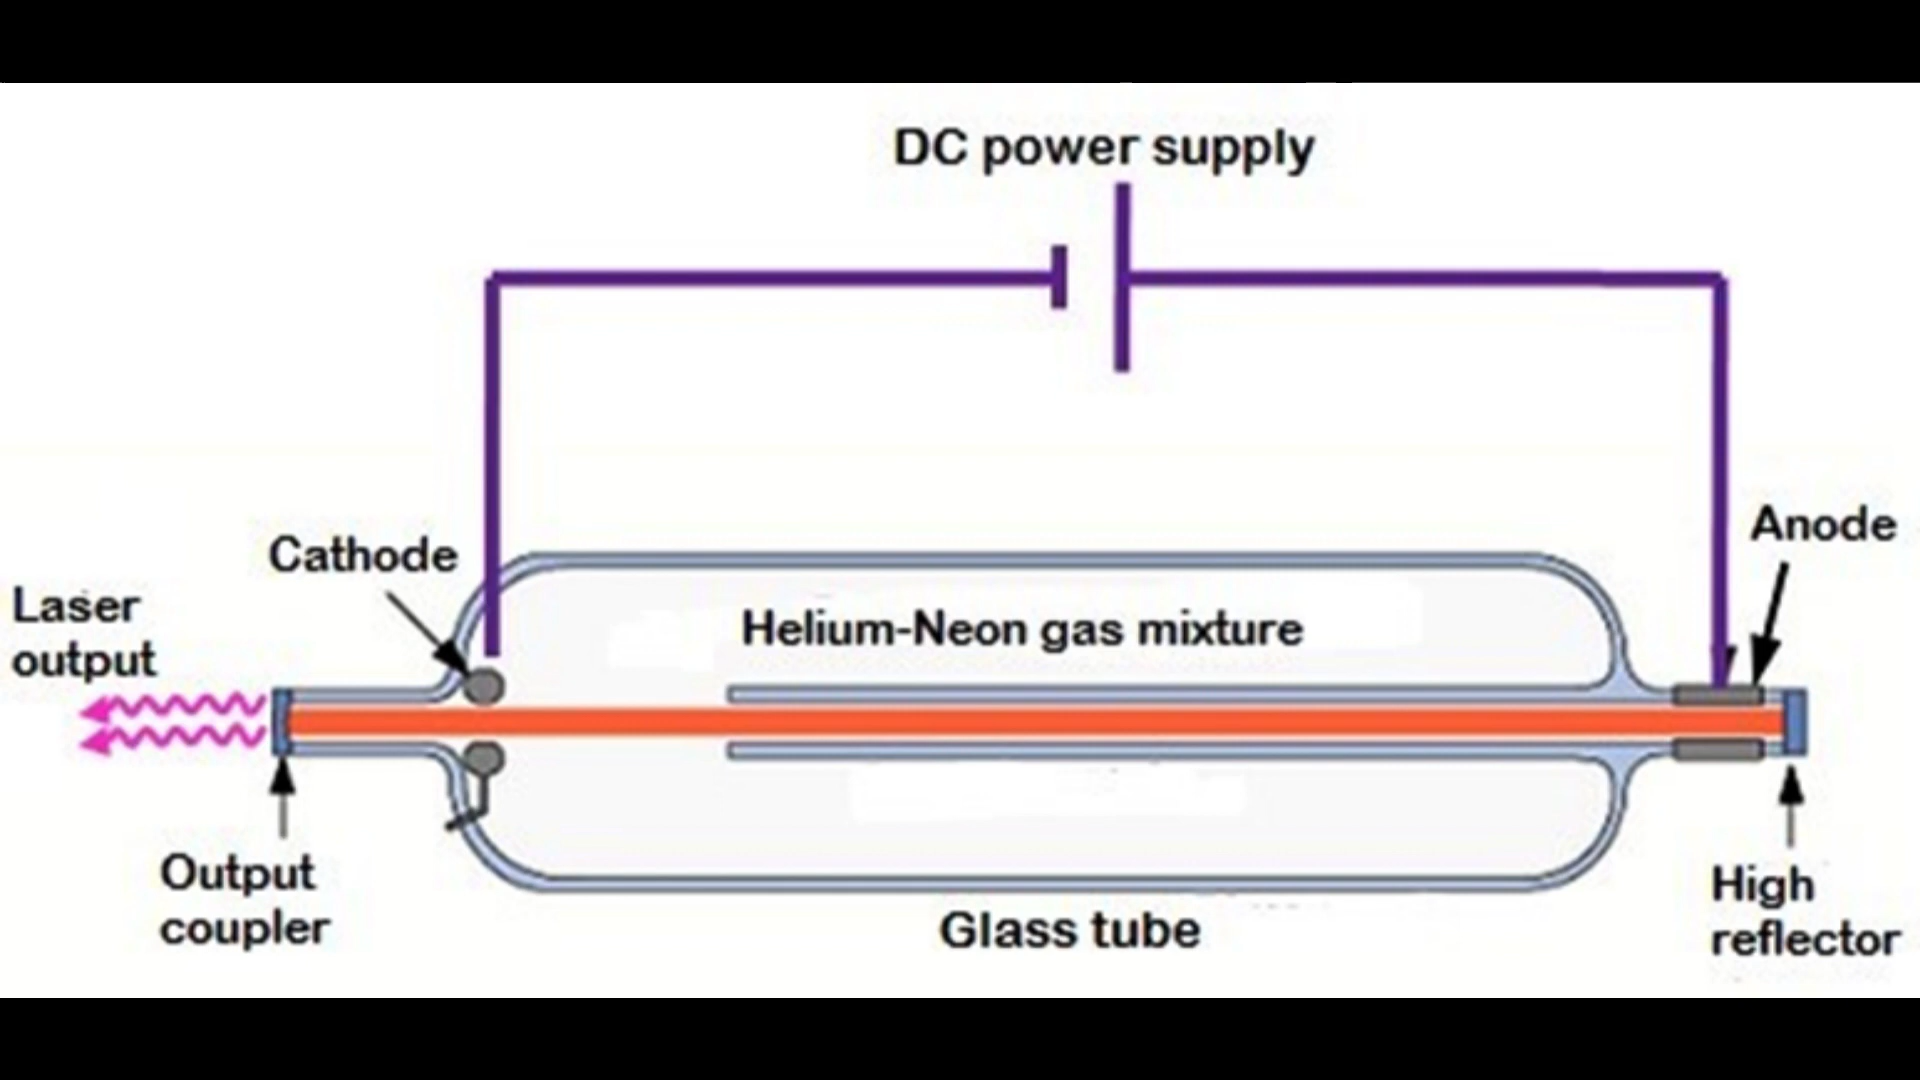 DC power supply
Cathode
Anode
Laser
output
Helium-Neon gas mixture
Output
coupler
Glass tube
High
reflector